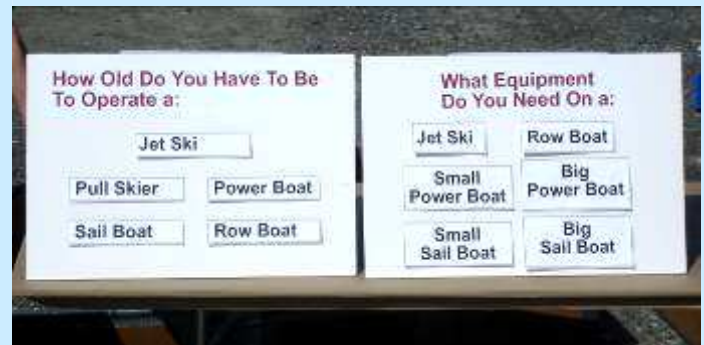 How Old Do You Have To Be
To Operate a:
Jet Ski
Pull Skier
Power Boat
Sail Boat
Row Boat
What Equipment
Do You Need On a:
Jet Ski
Row Boat
Small
Power Boat
Big
Power Boat
Small
Sail Boat
Big
Sail Boat